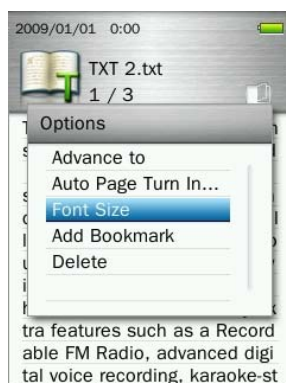 2009/01/01 0:00
TXT 2.txt
1 / 3
Options
Advance to
Auto Page Turn In...
Font Size
Add Bookmark
Delete
tra features such as a Record
able FM Radio, advanced digi
tal voice recording, karaoke-st